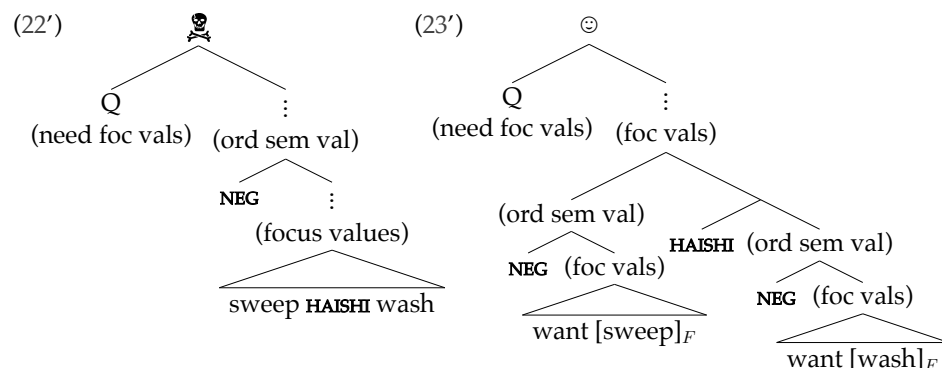 (22') ☠ (23') ☺
Q ⋮ Q ⋮
(need foc vals) (ord sem val) (need foc vals) (foc vals)
NEG ⋮ (ord sem val)
(focus values) NEG (foc vals) HAISHI (ord sem val)
sweep HAISHI wash NEG (foc vals)
want [sweep]F
want [wash]F